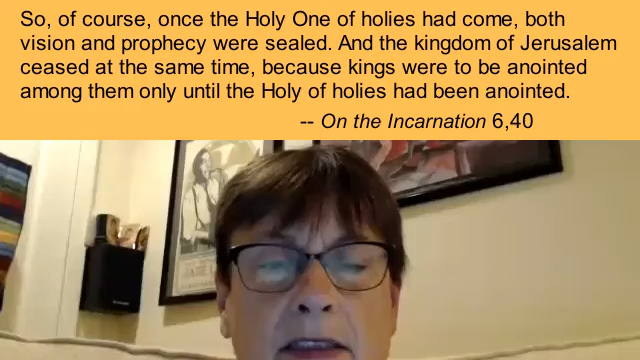 So, of course, once the Holy One of holies had come, both
vision and prophecy were sealed. And the kingdom of Jerusalem
ceased at the same time, because kings were to be anointed
among them only until the Holy of holies had been anointed.
-- On the Incarnation 6,40